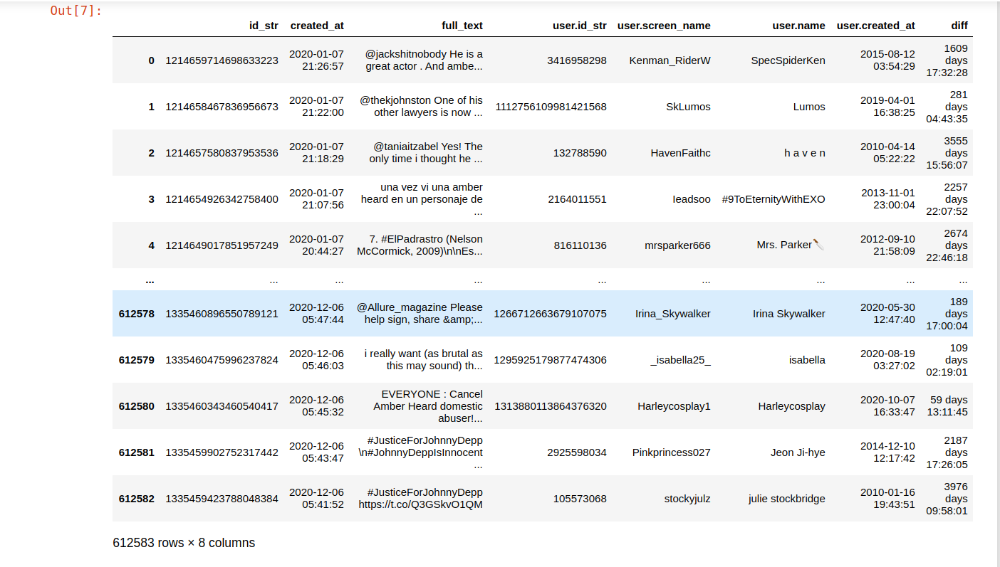 Out[7]:
id_str created_at full_text user.id_str user.screen_name user.name user.created_at diff
0 1214659714698633223 2020-01-07 21:26:57 @jackshitnobody He is a great actor . And ambe... 3416958298 Kenman_RiderW SpecSpiderKen 2015-08-12 03:54:29 1609 days 17:32:28
1 1214658467836956673 2020-01-07 21:22:00 @thekjohnston One of his other lawyers is now ... 1112756109981421568 SkLumos Lumos 2019-04-01 16:38:25 281 days 04:43:35
2 1214657580837953536 2020-01-07 21:18:29 @taniaitzabel Yes! The only time i thought he ... 132788590 HavenFaithc h a v e n 2010-04-14 05:22:22 3555 days 15:56:07
3 1214654926342758400 2020-01-07 21:07:56 una vez vi una amber heard en un personaje de ... 2164011551 leadsoo #9ToEternityWithEXO 2013-11-01 23:00:04 2257 days 22:07:52
4 1214649017851957249 2020-01-07 20:44:27 7. #ElPadrastro (Nelson McCormick, 2009)\n\nEs... 816110136 mrsparker666 Mrs. Parker🔪 2012-09-10 21:58:09 2674 days 22:46:18
... ... ... ... ... ... ... ... ...
612578 1335460896550789121 2020-12-06 05:47:44 @Allure_magazine Please help sign, share &amp;... 1266712663679107075 Irina_Skywalker Irina Skywalker 2020-05-30 12:47:40 189 days 17:00:04
612579 1335460475996237824 2020-12-06 05:46:03 i really want (as brutal as this may sound) th... 1295925179877474306 _isabella25_ isabella 2020-08-19 03:27:02 109 days 02:19:01
612580 1335460343460540417 2020-12-06 05:45:32 EVERYONE : Cancel Amber Heard domestic abuser!... 1313880113864376320 Harleycosplay1 Harleycosplay 2020-10-07 16:33:47 59 days 13:11:45
612581 1335459902752317442 2020-12-06 05:43:47 #JusticeForJohnnyDepp \n#JohnnyDeppIsInnocent ... 2925598034 Pinkprincess027 Jeon Ji-hye 2014-12-10 12:17:42 2187 days 17:26:05
612582 1335459423788048384 2020-12-06 05:41:52 #JusticeForJohnnyDepp https://t.co/Q3GSkvO1QM 105573068 stockyjulz julie stockbridge 2010-01-16 19:43:51 3976 days 09:58:01
612583 rows × 8 columns